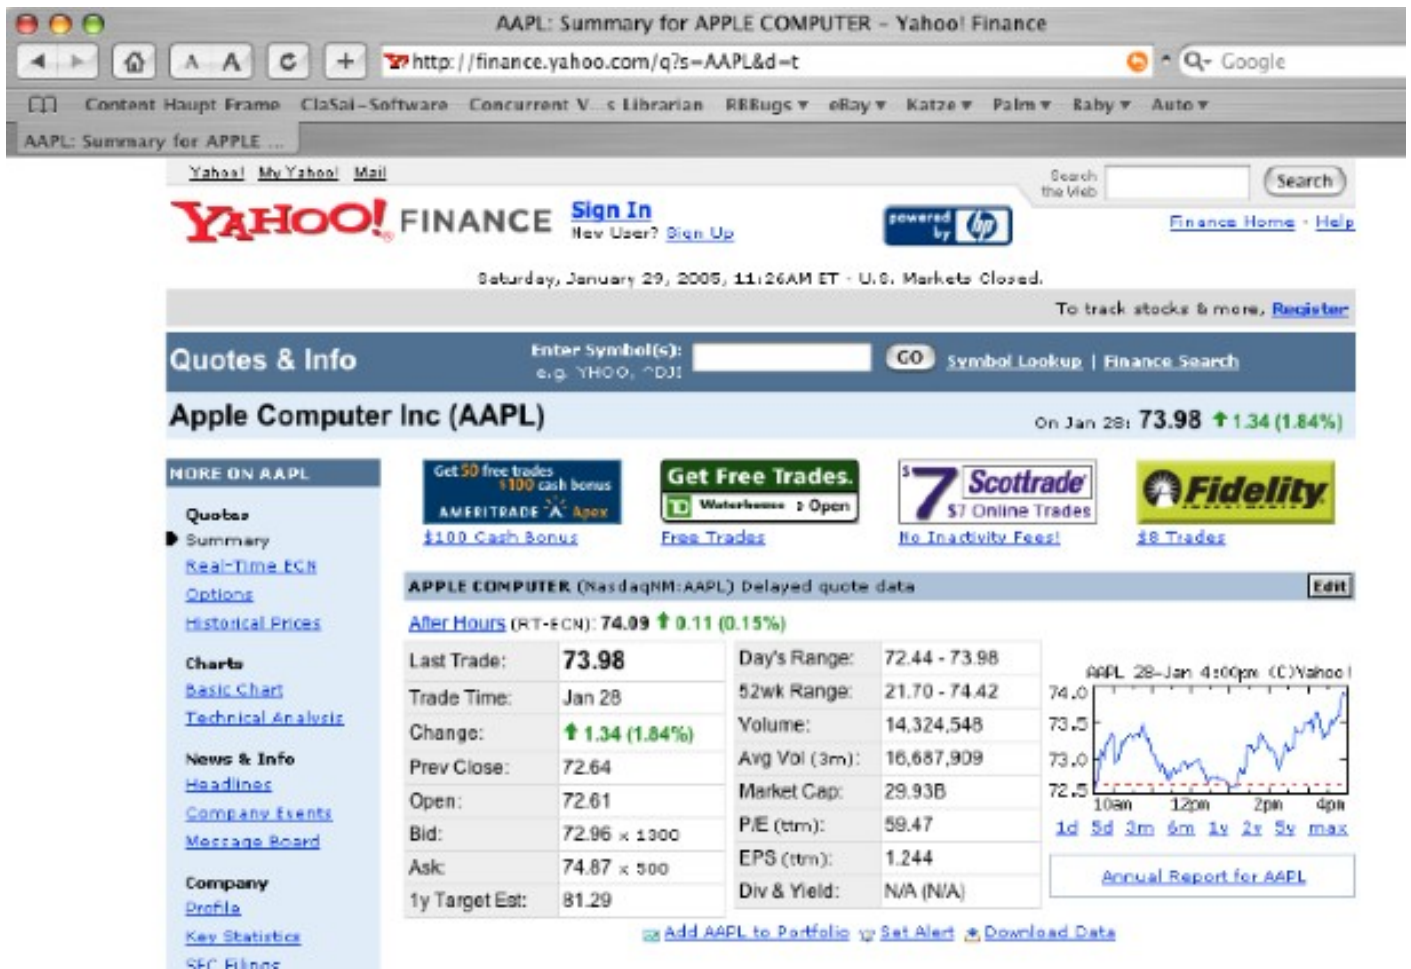 AAPL: Summary for APPLE COMPUTER – Yahoo! Finance
A A C + http://finance.yahoo.com/q?s=AAPL&d=t Q- Google
Content Haupt Frame ClaSai-Software Concurrent V...s Librarian RBBugs eBay Katze Palm Baby Auto
AAPL: Summary for APPLE ...
Yahoo! My Yahoo! Mail
Search the Web Search
YAHOO! FINANCE Sign In
New User? Sign Up
powered by hp
Finance Home - Help
Saturday, January 29, 2005, 11:26AM ET - U.S. Markets Closed.
To track stocks & more, Register
Quotes & Info
Enter Symbol(s):
e.g. YHOO, ^DJI
GO Symbol Lookup | Finance Search
Apple Computer Inc (AAPL)
On Jan 28: 73.98 1.34 (1.84%)
MORE ON AAPL
Quotes
Summary
Real-Time ECN
Options
Historical Prices
Charts
Basic Chart
Technical Analysis
News & Info
Headlines
Company Events
Message Board
Company
Profile
Key Statistics
SEC Filings
Get 50 free trades
$100 cash bonus
AMERITRADE Apex
$100 Cash Bonus
Get Free Trades.
TD Waterhouse Open
Free Trades
$7 Scottrade
$7 Online Trades
No Inactivity Fees!
Fidelity
INVESTMENTS
$8 Trades
APPLE COMPUTER (NasdaqNM:AAPL) Delayed quote data Edit
After Hours (RT-ECN): 74.09 0.11 (0.15%)
Last Trade: 73.98
Trade Time: Jan 28
Change: 1.34 (1.84%)
Prev Close: 72.64
Open: 72.61
Bid: 72.96 x 1300
Ask: 74.87 x 500
1y Target Est: 81.29
Day's Range: 72.44 - 73.98
52wk Range: 21.70 - 74.42
Volume: 14,324,548
Avg Vol (3m): 16,687,909
Market Cap: 29.93B
P/E (ttm): 59.47
EPS (ttm): 1.244
Div & Yield: N/A (N/A)
AAPL 28-Jan 4:00pm (C)Yahoo!
74.0
73.5
73.0
72.5
10am 12pm 2pm 4pm
1d 5d 3m 6m 1y 2y 5y max
Annual Report for AAPL
Add AAPL to Portfolio Set Alert Download Data